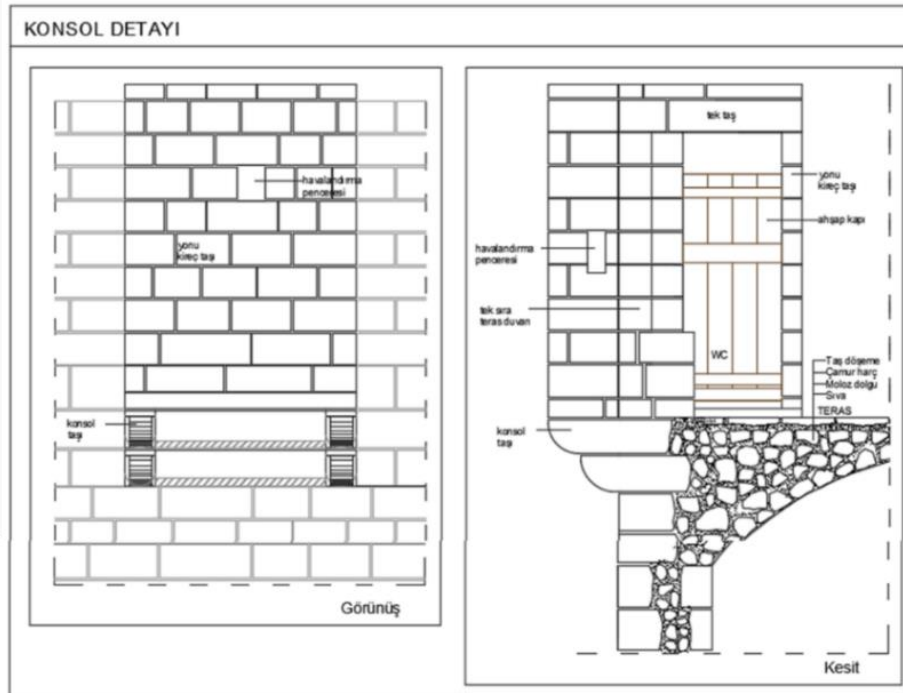 KONSOL DETAYI
havalandırma
penceresi
yonu
kireç taşı
konsol
taşı
Görünüş
tek taş
yonu
kireç taşı
ahşap kapı
havalandırma
penceresi
tek sıra
teras duvarı
WC
Taş döşeme
Çamur harç
Moloz dolgu
Sıva
TERAS
konsol
taşı
Kesit